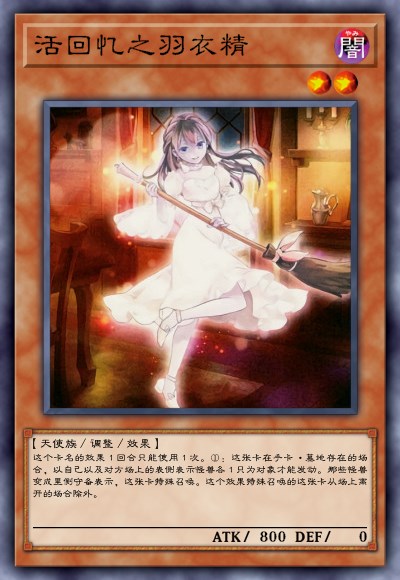 活回忆之羽衣精
やみ
闇
【天使族／调整／效果】
这个卡名的效果1回合只能使用1次。①：这张卡在手卡·墓地存在的场
合，以自己以及对方场上的表侧表示怪兽各1只为对象才能发动。那些怪兽
变成里侧守备表示，这张卡特殊召唤。这个效果特殊召唤的这张卡从场上离
开的场合除外。
ATK/ 800 DEF/ 0